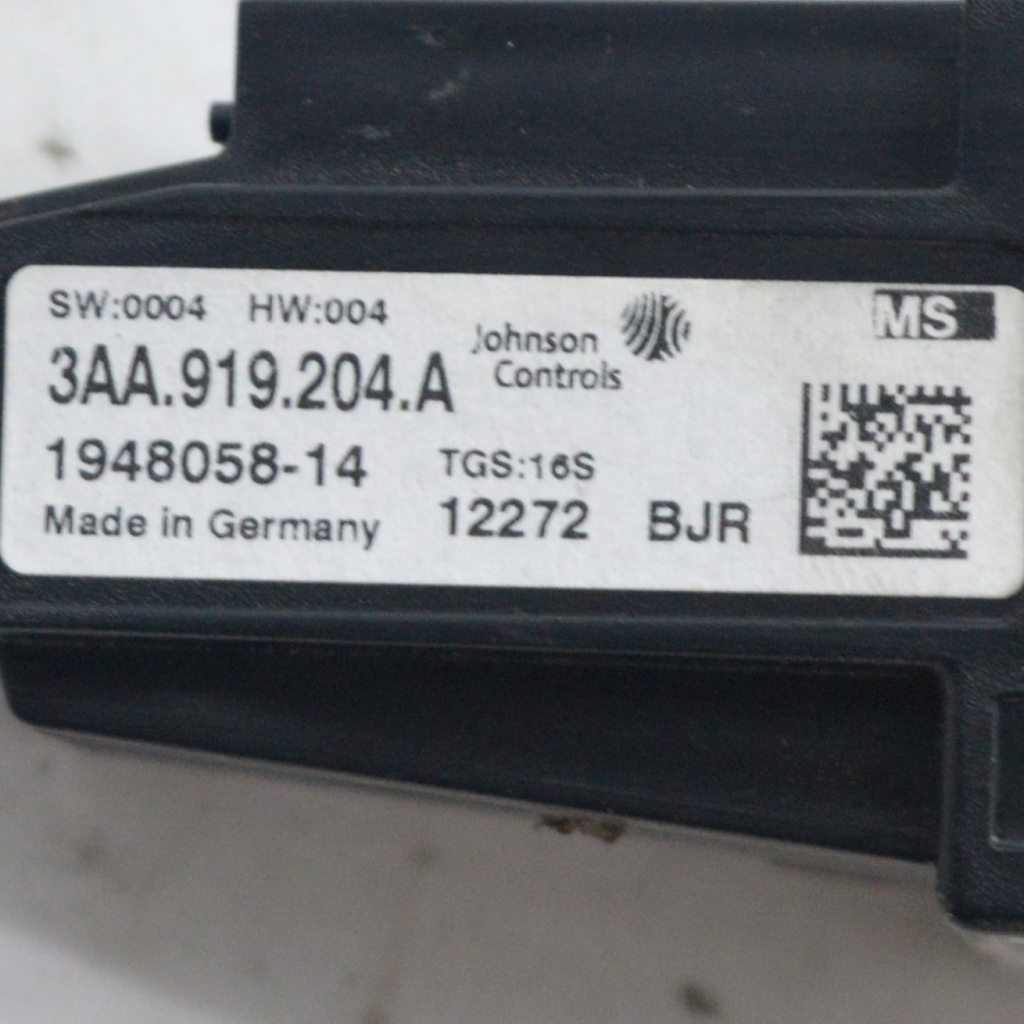 SW:0004 HW:004
Johnson
Controls
MS
3AA.919.204.A
1948058-14 TGS:16S
Made in Germany 12272 BJR